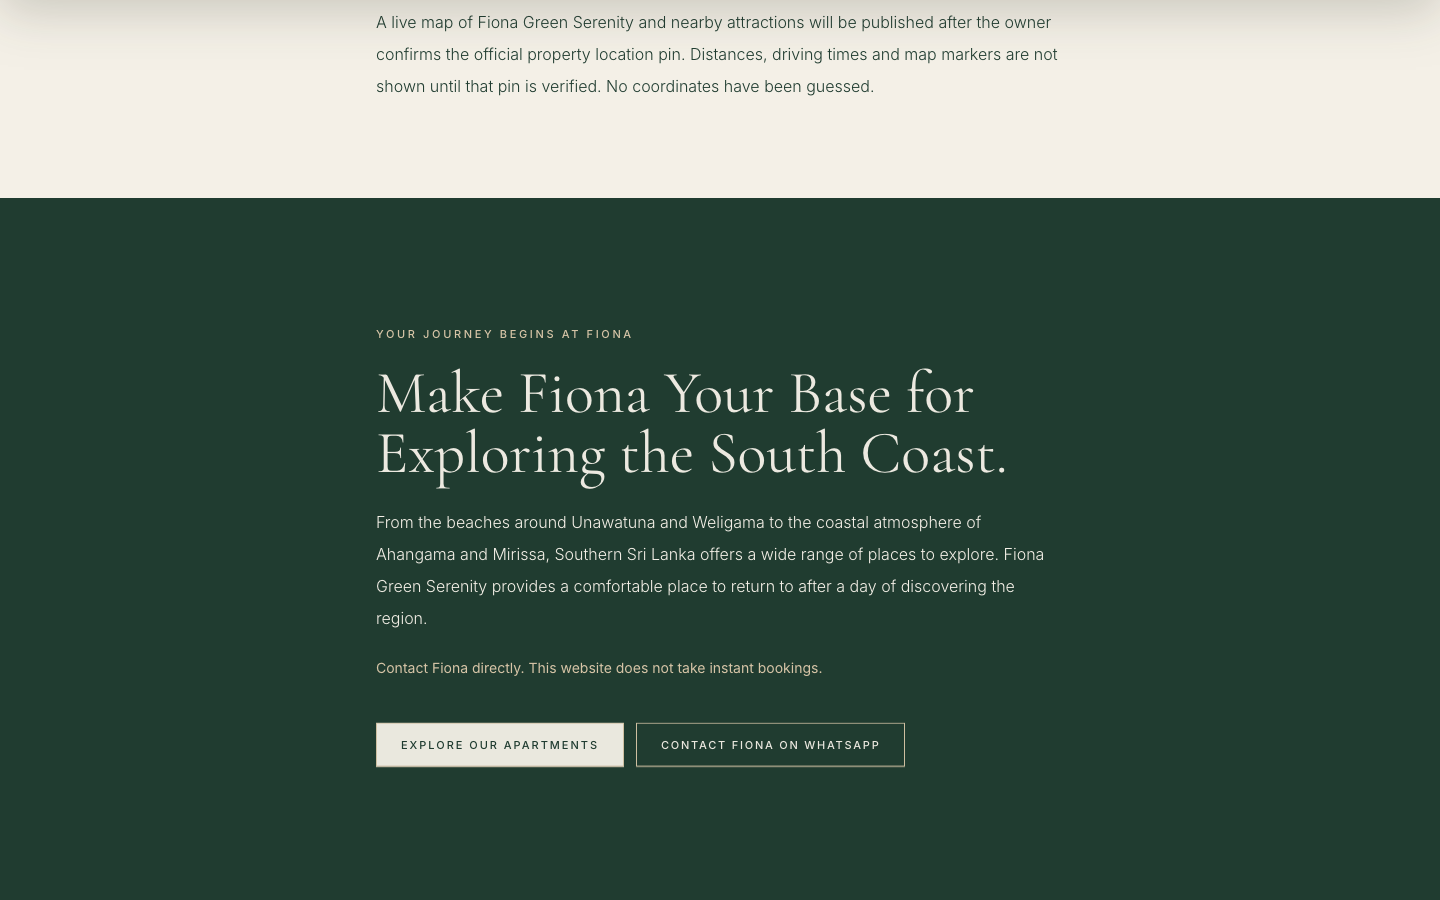 A live map of Fiona Green Serenity and nearby attractions will be published after the owner
confirms the official property location pin. Distances, driving times and map markers are not
shown until that pin is verified. No coordinates have been guessed.
YOUR JOURNEY BEGINS AT FIONA
Make Fiona Your Base for
Exploring the South Coast.
From the beaches around Unawatuna and Weligama to the coastal atmosphere of
Ahangama and Mirissa, Southern Sri Lanka offers a wide range of places to explore. Fiona
Green Serenity provides a comfortable place to return to after a day of discovering the
region.
Contact Fiona directly. This website does not take instant bookings.
EXPLORE OUR APARTMENTS
CONTACT FIONA ON WHATSAPP